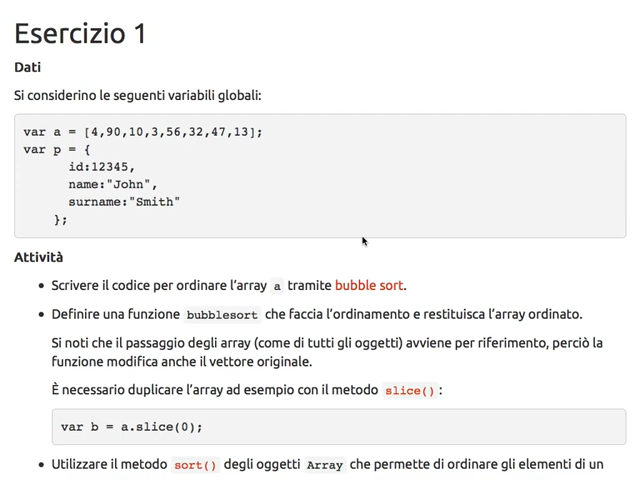 Esercizio 1
Dati
Si considerino le seguenti variabili globali:
var a = [4,90,10,3,56,32,47,13];
var p = {
id:12345,
name:"John",
surname:"Smith"
};
Attività
• Scrivere il codice per ordinare l'array a tramite bubble sort.
• Definire una funzione bubblesort che faccia l'ordinamento e restituisca l'array ordinato.
Si noti che il passaggio degli array (come di tutti gli oggetti) avviene per riferimento, perciò la
funzione modifica anche il vettore originale.
È necessario duplicare l'array ad esempio con il metodo slice() :
var b = a.slice(0);
• Utilizzare il metodo sort() degli oggetti Array che permette di ordinare gli elementi di un